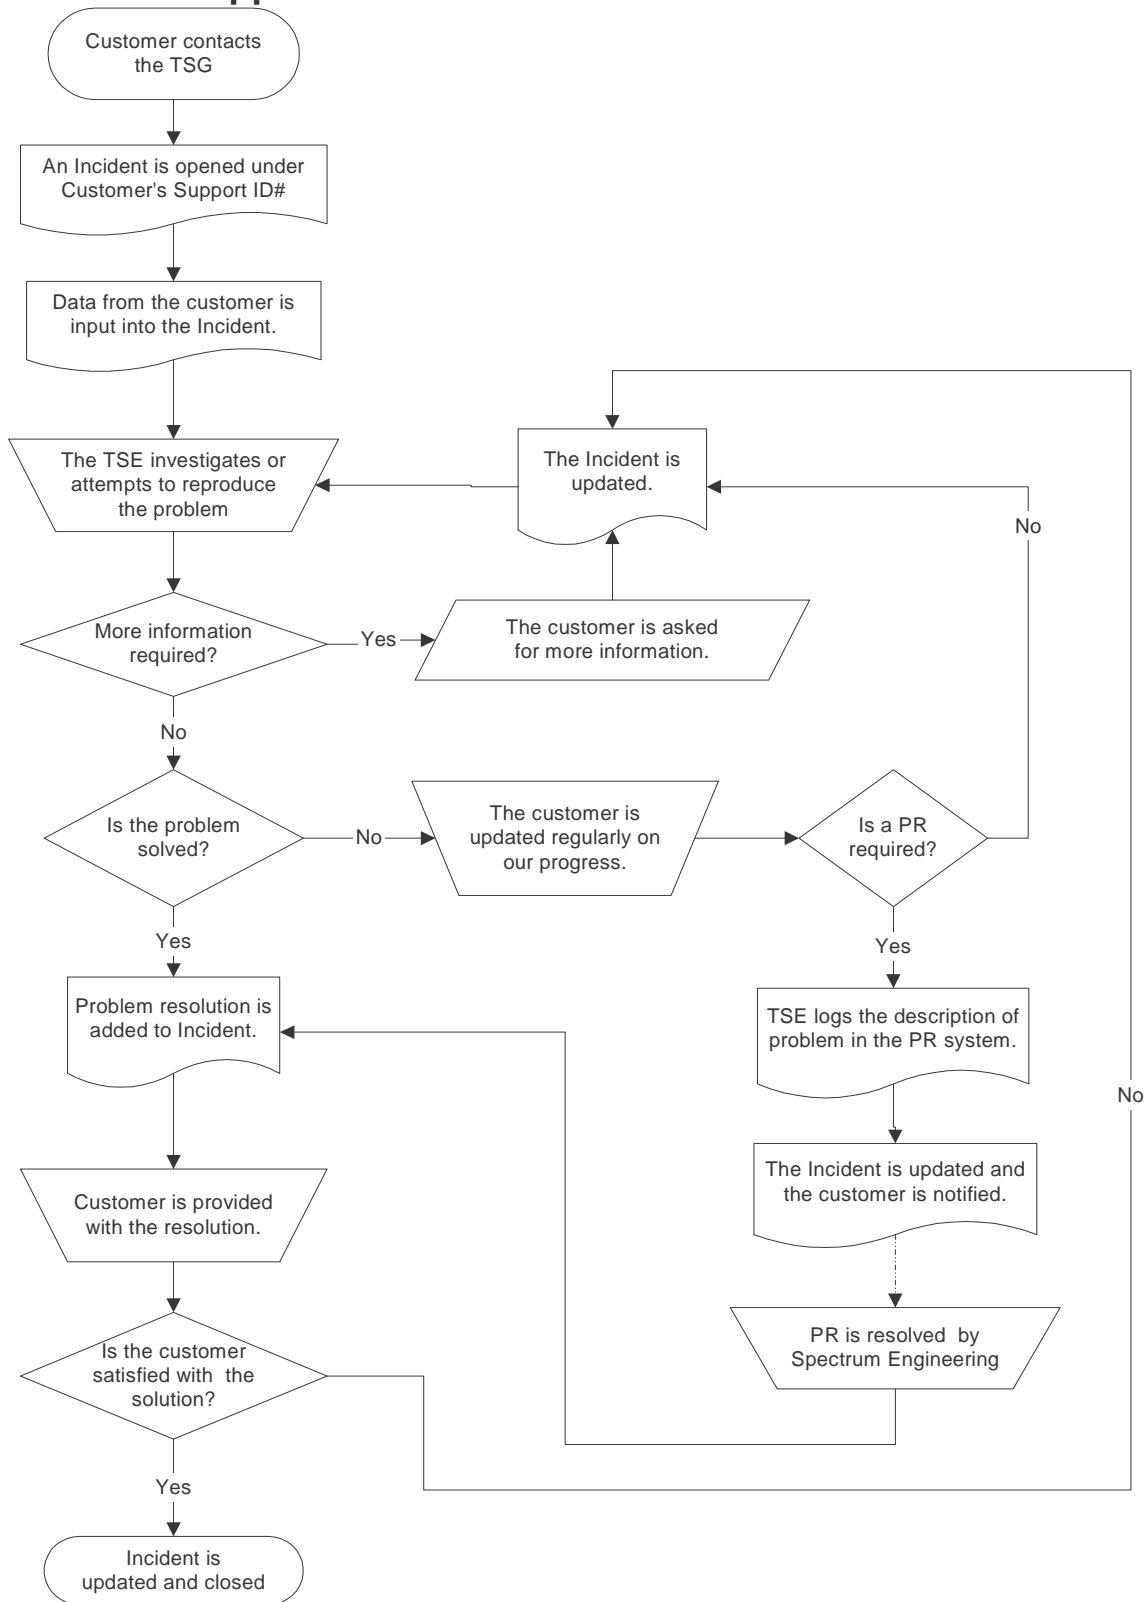 Customer contacts
the TSG
An Incident is opened under
Customer's Support ID#
Data from the customer is
input into the Incident.
The TSE investigates or
attempts to reproduce
the problem
The Incident is
updated.
No
More information
required?
Yes
The customer is asked
for more information.
No
Is the problem
solved?
No
The customer is
updated regularly on
our progress.
Is a PR
required?
Yes
Yes
Problem resolution is
added to Incident.
TSE logs the description of
problem in the PR system.
No
Customer is provided
with the resolution.
The Incident is updated and
the customer is notified.
Is the customer
satisfied with the
solution?
PR is resolved by
Spectrum Engineering
Yes
Incident is
updated and closed